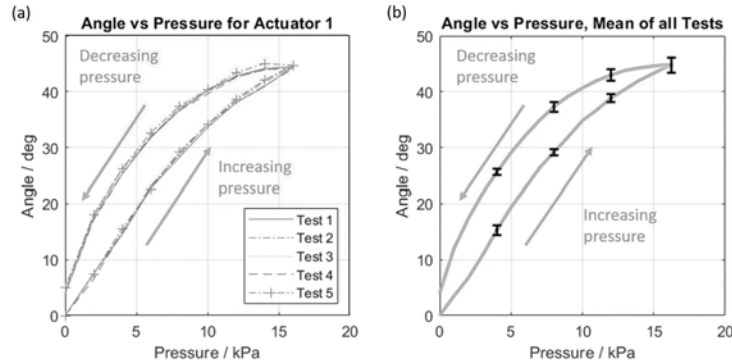 (a)
Angle vs Pressure for Actuator 1
50
40
30
20
10
0
Angle / deg
Decreasing
pressure
Increasing
pressure
Test 1
Test 2
Test 3
Test 4
Test 5
0
5
10
15
20
Pressure / kPa
(b)
Angle vs Pressure, Mean of all Tests
50
40
30
20
10
0
Angle / deg
Decreasing
pressure
Increasing
pressure
0
5
10
15
20
Pressure / kPa